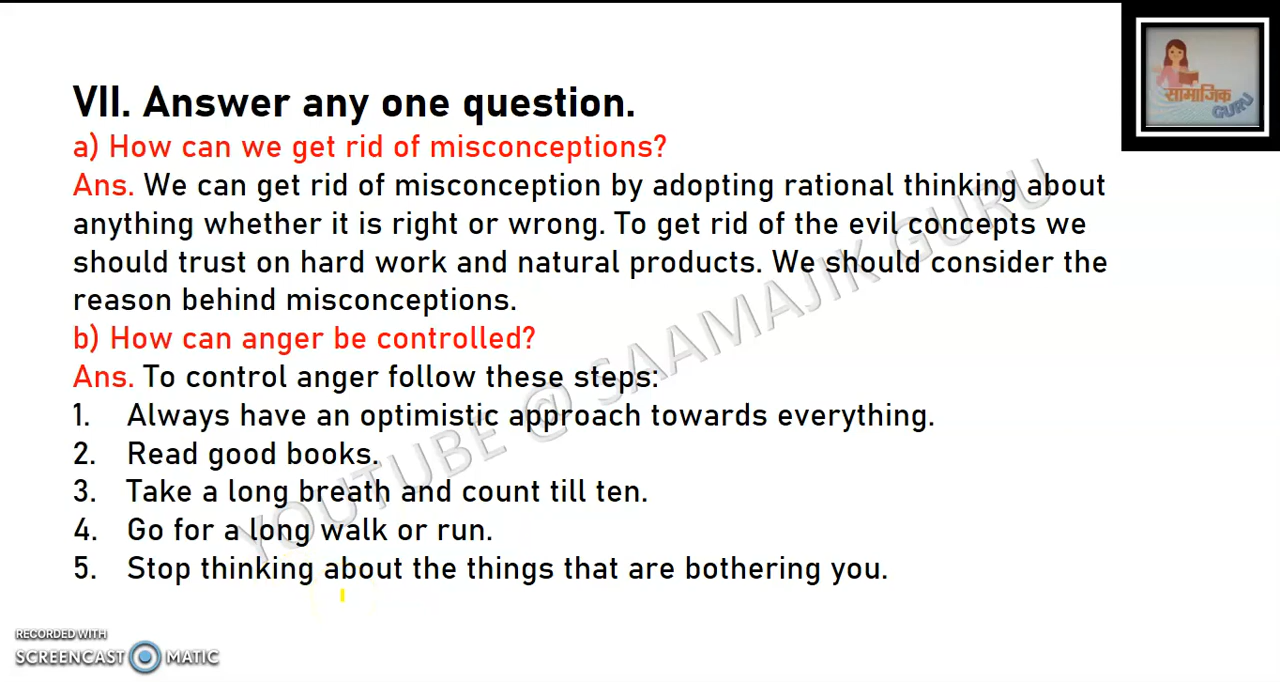 सामाजिक
GURU
VII. Answer any one question.
a) How can we get rid of misconceptions?
Ans. We can get rid of misconception by adopting rational thinking about
anything whether it is right or wrong. To get rid of the evil concepts we
should trust on hard work and natural products. We should consider the
reason behind misconceptions.
b) How can anger be controlled?
Ans. To control anger follow these steps:
1. Always have an optimistic approach towards everything.
2. Read good books.
3. Take a long breath and count till ten.
4. Go for a long walk or run.
5. Stop thinking about the things that are bothering you.
YOUTUBE @ SAAMAJIK GURU
RECORDED WITH
SCREENCAST MATIC